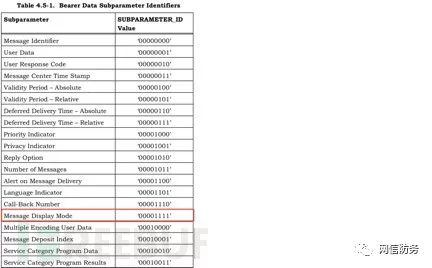 Table 4.5-1. Bearer Data Subparameter Identifiers
Subparameter SUBPARAMETER_ID Value
Message Identifier '00000000'
User Data '00000001'
User Response Code '00000010'
Message Center Time Stamp '00000011'
Validity Period – Absolute '00000100'
Validity Period – Relative '00000101'
Deferred Delivery Time – Absolute '00000110'
Deferred Delivery Time – Relative '00000111'
Priority Indicator '00001000'
Privacy Indicator '00001001'
Reply Option '00001010'
Number of Messages '00001011'
Alert on Message Delivery '00001100'
Language Indicator '00001101'
Call-Back Number '00001110'
Message Display Mode '00001111'
Multiple Encoding User Data '00010000'
Message Deposit Index '00010001'
Service Category Program Data '00010010'
Service Category Program Results '00010011'
网信防务